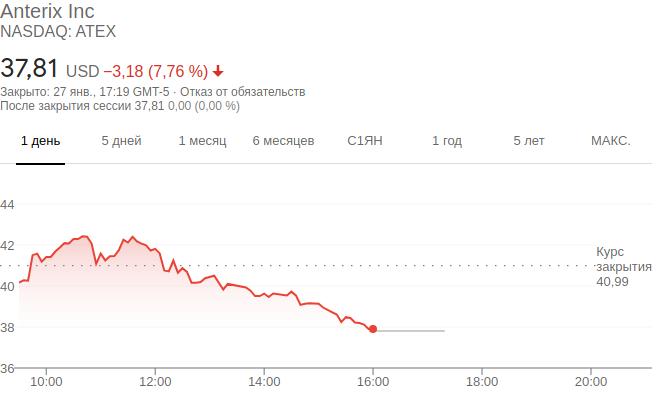 Anterix Inc
NASDAQ: ATEX
37,81 USD −3,18 (7,76 %)
Закрыто: 27 янв., 17:19 GMT-5 · Отказ от обязательств
После закрытия сессии 37,81 0,00 (0,00 %)
1 день 5 дней 1 месяц 6 месяцев С1ЯН 1 год 5 лет МАКС.
44
42
Курс
закрытия
40,99
40
38
36
10:00 12:00 14:00 16:00 18:00 20:00